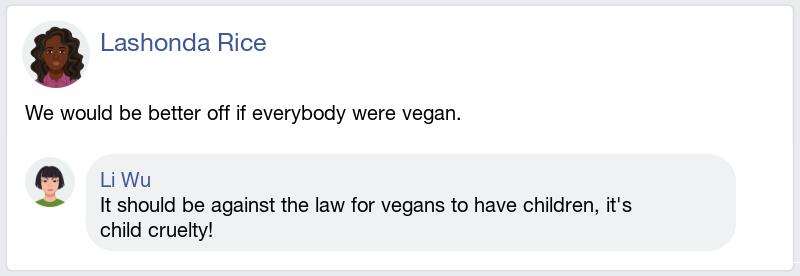 Lashonda Rice
We would be better off if everybody were vegan.
Li Wu
It should be against the law for vegans to have children, it's
child cruelty!